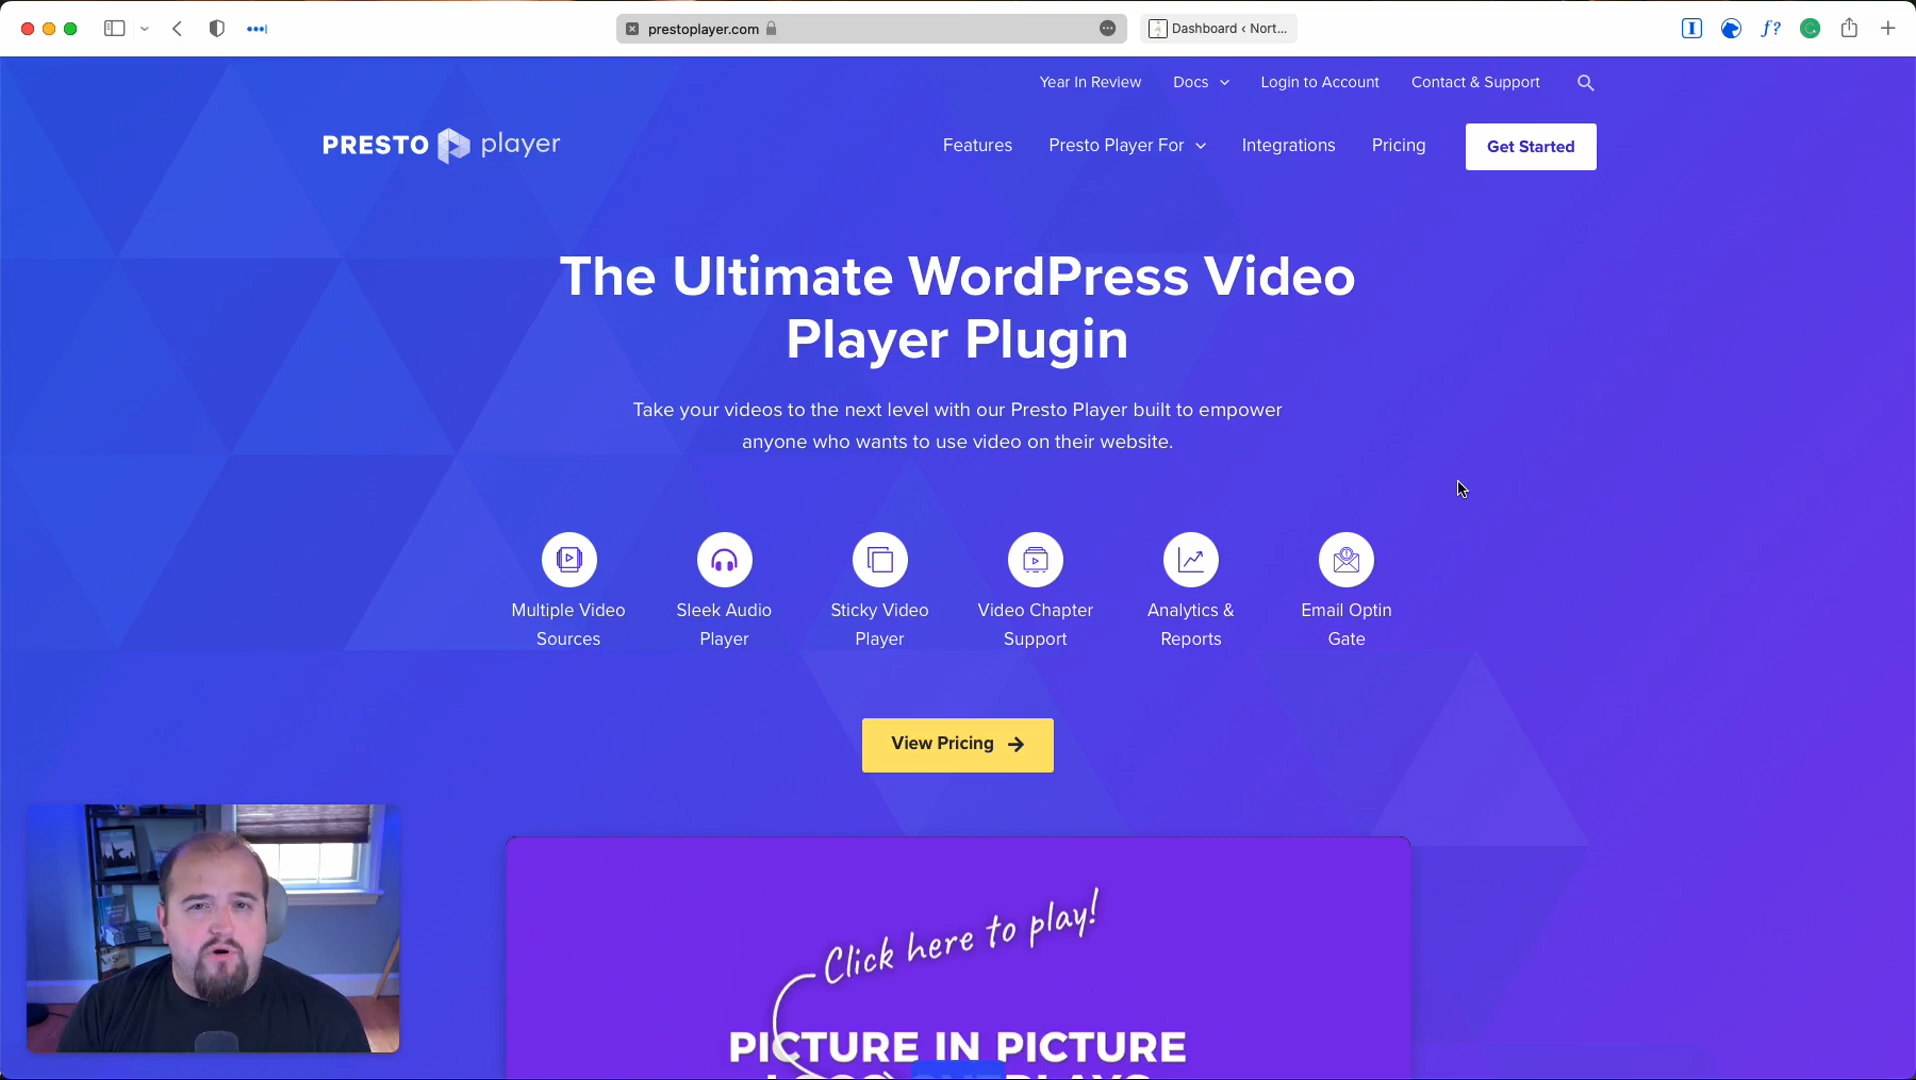 prestoplayer.com
Dashboard ‹ Nort...
Year In Review
Docs
Login to Account
Contact & Support
PRESTO player
Features
Presto Player For
Integrations
Pricing
Get Started
The Ultimate WordPress Video
Player Plugin
Take your videos to the next level with our Presto Player built to empower
anyone who wants to use video on their website.
Multiple Video
Sources
Sleek Audio
Player
Sticky Video
Player
Video Chapter
Support
Analytics &
Reports
Email Optin
Gate
View Pricing
Click here to play!
PICTURE IN PICTURE